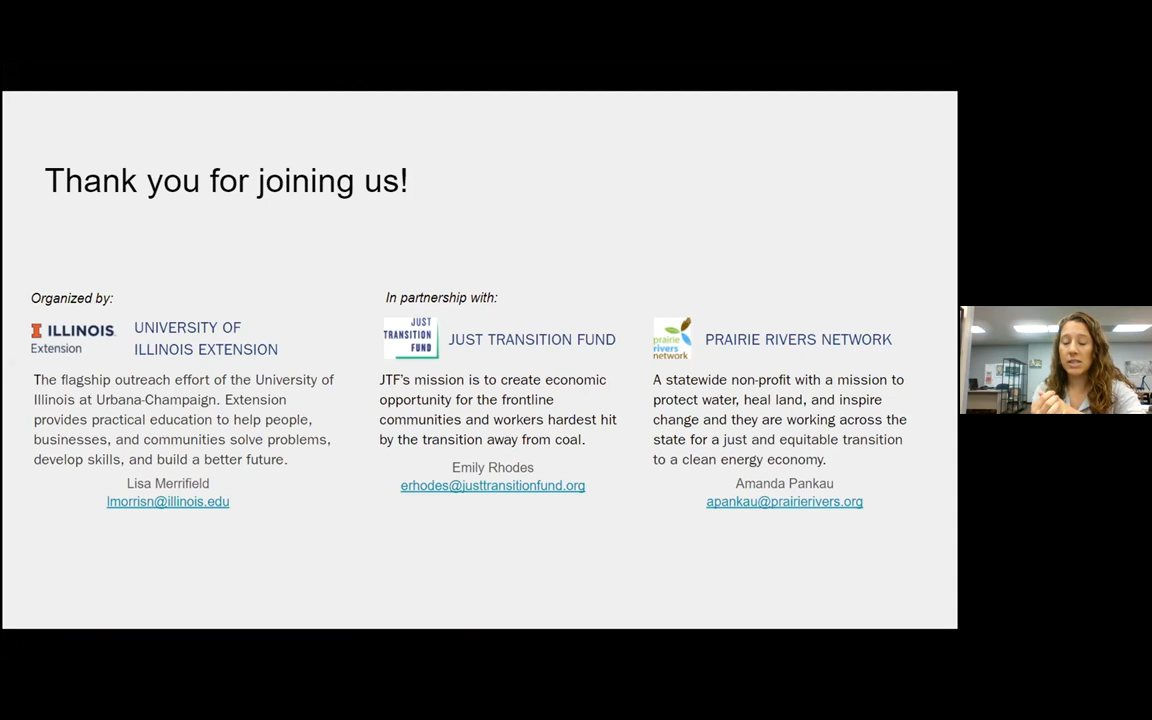 Thank you for joining us!
Organized by:
ILLINOIS
Extension
UNIVERSITY OF
ILLINOIS EXTENSION
The flagship outreach effort of the University of
Illinois at Urbana-Champaign. Extension
provides practical education to help people,
businesses, and communities solve problems,
develop skills, and build a better future.
Lisa Merrifield
lmorrisn@illinois.edu
In partnership with:
JUST
TRANSITION
FUND
JUST TRANSITION FUND
JTF's mission is to create economic
opportunity for the frontline
communities and workers hardest hit
by the transition away from coal.
Emily Rhodes
erhodes@justtransitionfund.org
prairie
rivers
network
PRAIRIE RIVERS NETWORK
A statewide non-profit with a mission to
protect water, heal land, and inspire
change and they are working across the
state for a just and equitable transition
to a clean energy economy.
Amanda Pankau
apankau@prairierivers.org